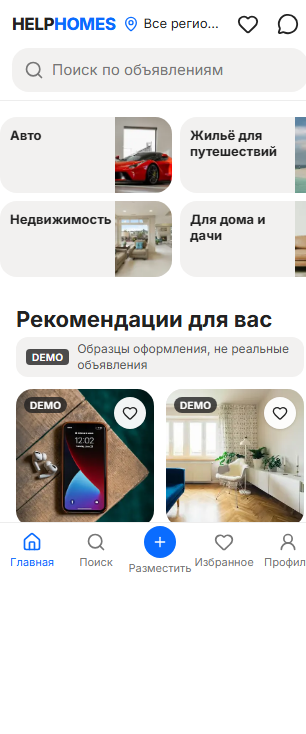 HELPHOMES Все регио...
Поиск по объявлениям
Авто
Жильё для
путешествий
Недвижимость
Для дома и
дачи
Рекомендации для вас
DEMO
Образцы оформления, не реальные
объявления
DEMO
12:02
DEMO
Главная
Поиск
Разместить
Избранное
Профил